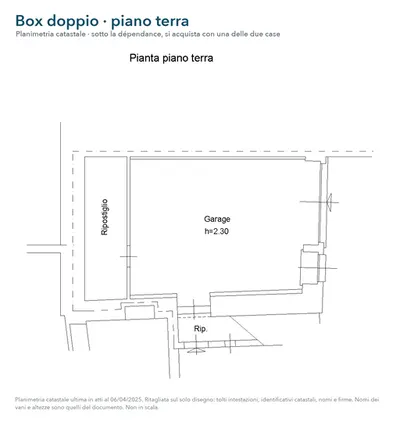 Box doppio · piano terra
Planimetria catastale · sotto la dépendance, si acquista con una delle due case
Pianta piano terra
Ripostiglio
Garage
h=2.30
Rip.
Planimetria catastale ultima in atti al 06/04/2025. Ritagliata sul solo disegno: tolti intestazioni, identificativi catastali, nomi e firme. Nomi dei
vani e altezze sono quelli del documento. Non in scala.